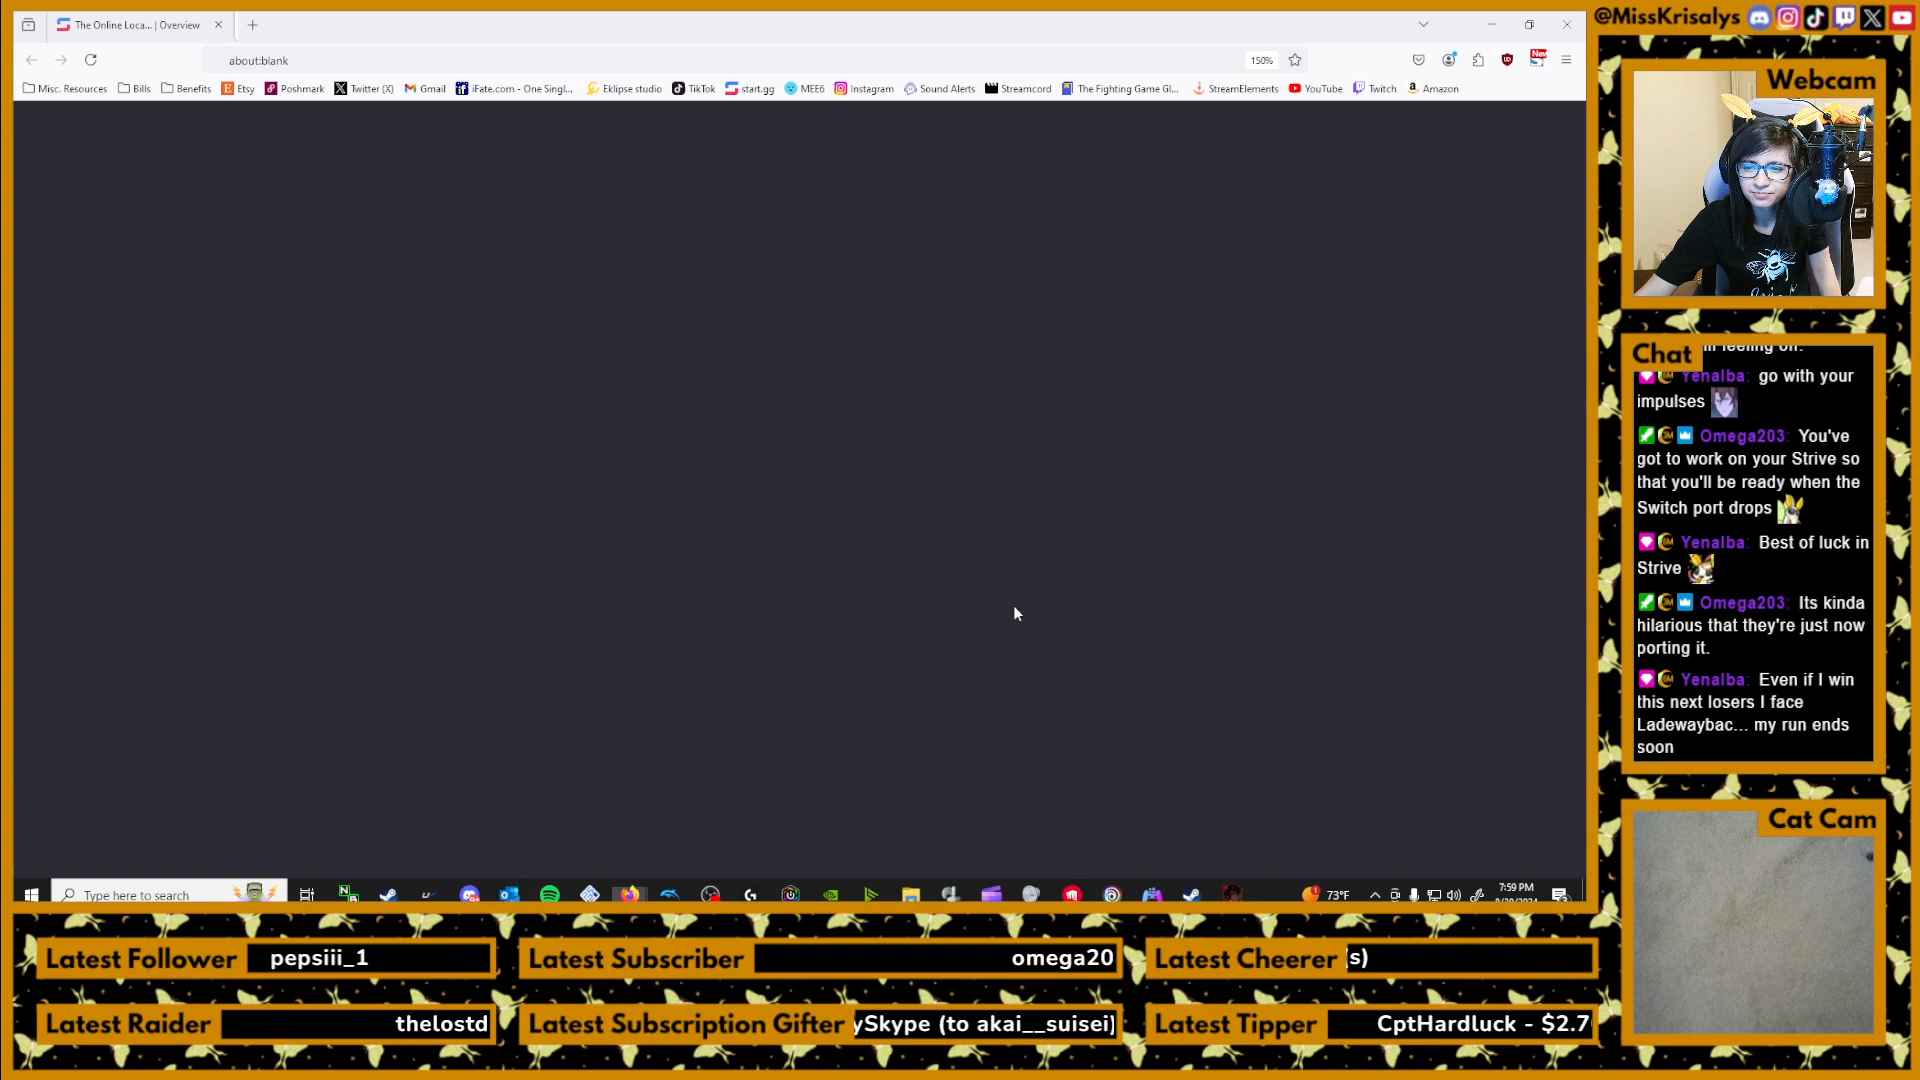 The Online Loca... | Overview
@MissKrisalys
about:blank
150%
New
Misc. Resources
Bills
Benefits
Etsy
Poshmark
Twitter (X)
Gmail
iFate.com - One Singl...
Eklipse studio
TikTok
start.gg
MEE6
Instagram
Sound Alerts
Streamcord
The Fighting Game Gl...
StreamElements
YouTube
Twitch
Amazon
Webcam
Chat
Yenalba: go with your
impulses
Omega203: You've
got to work on your Strive so
that you'll be ready when the
Switch port drops
Yenalba: Best of luck in
Strive
Omega203: Its kinda
hilarious that they're just now
porting it.
Yenalba: Even if I win
this next losers I face
Ladewaybac... my run ends
soon
Cat Cam
Type here to search
73°F
7:59 PM
Latest Follower
pepsiii_1
Latest Subscriber
omega20
Latest Cheerer
s)
Latest Raider
thelostd
Latest Subscription Gifter
ySkype (to akai__suisei)
Latest Tipper
CptHardluck - $2.7